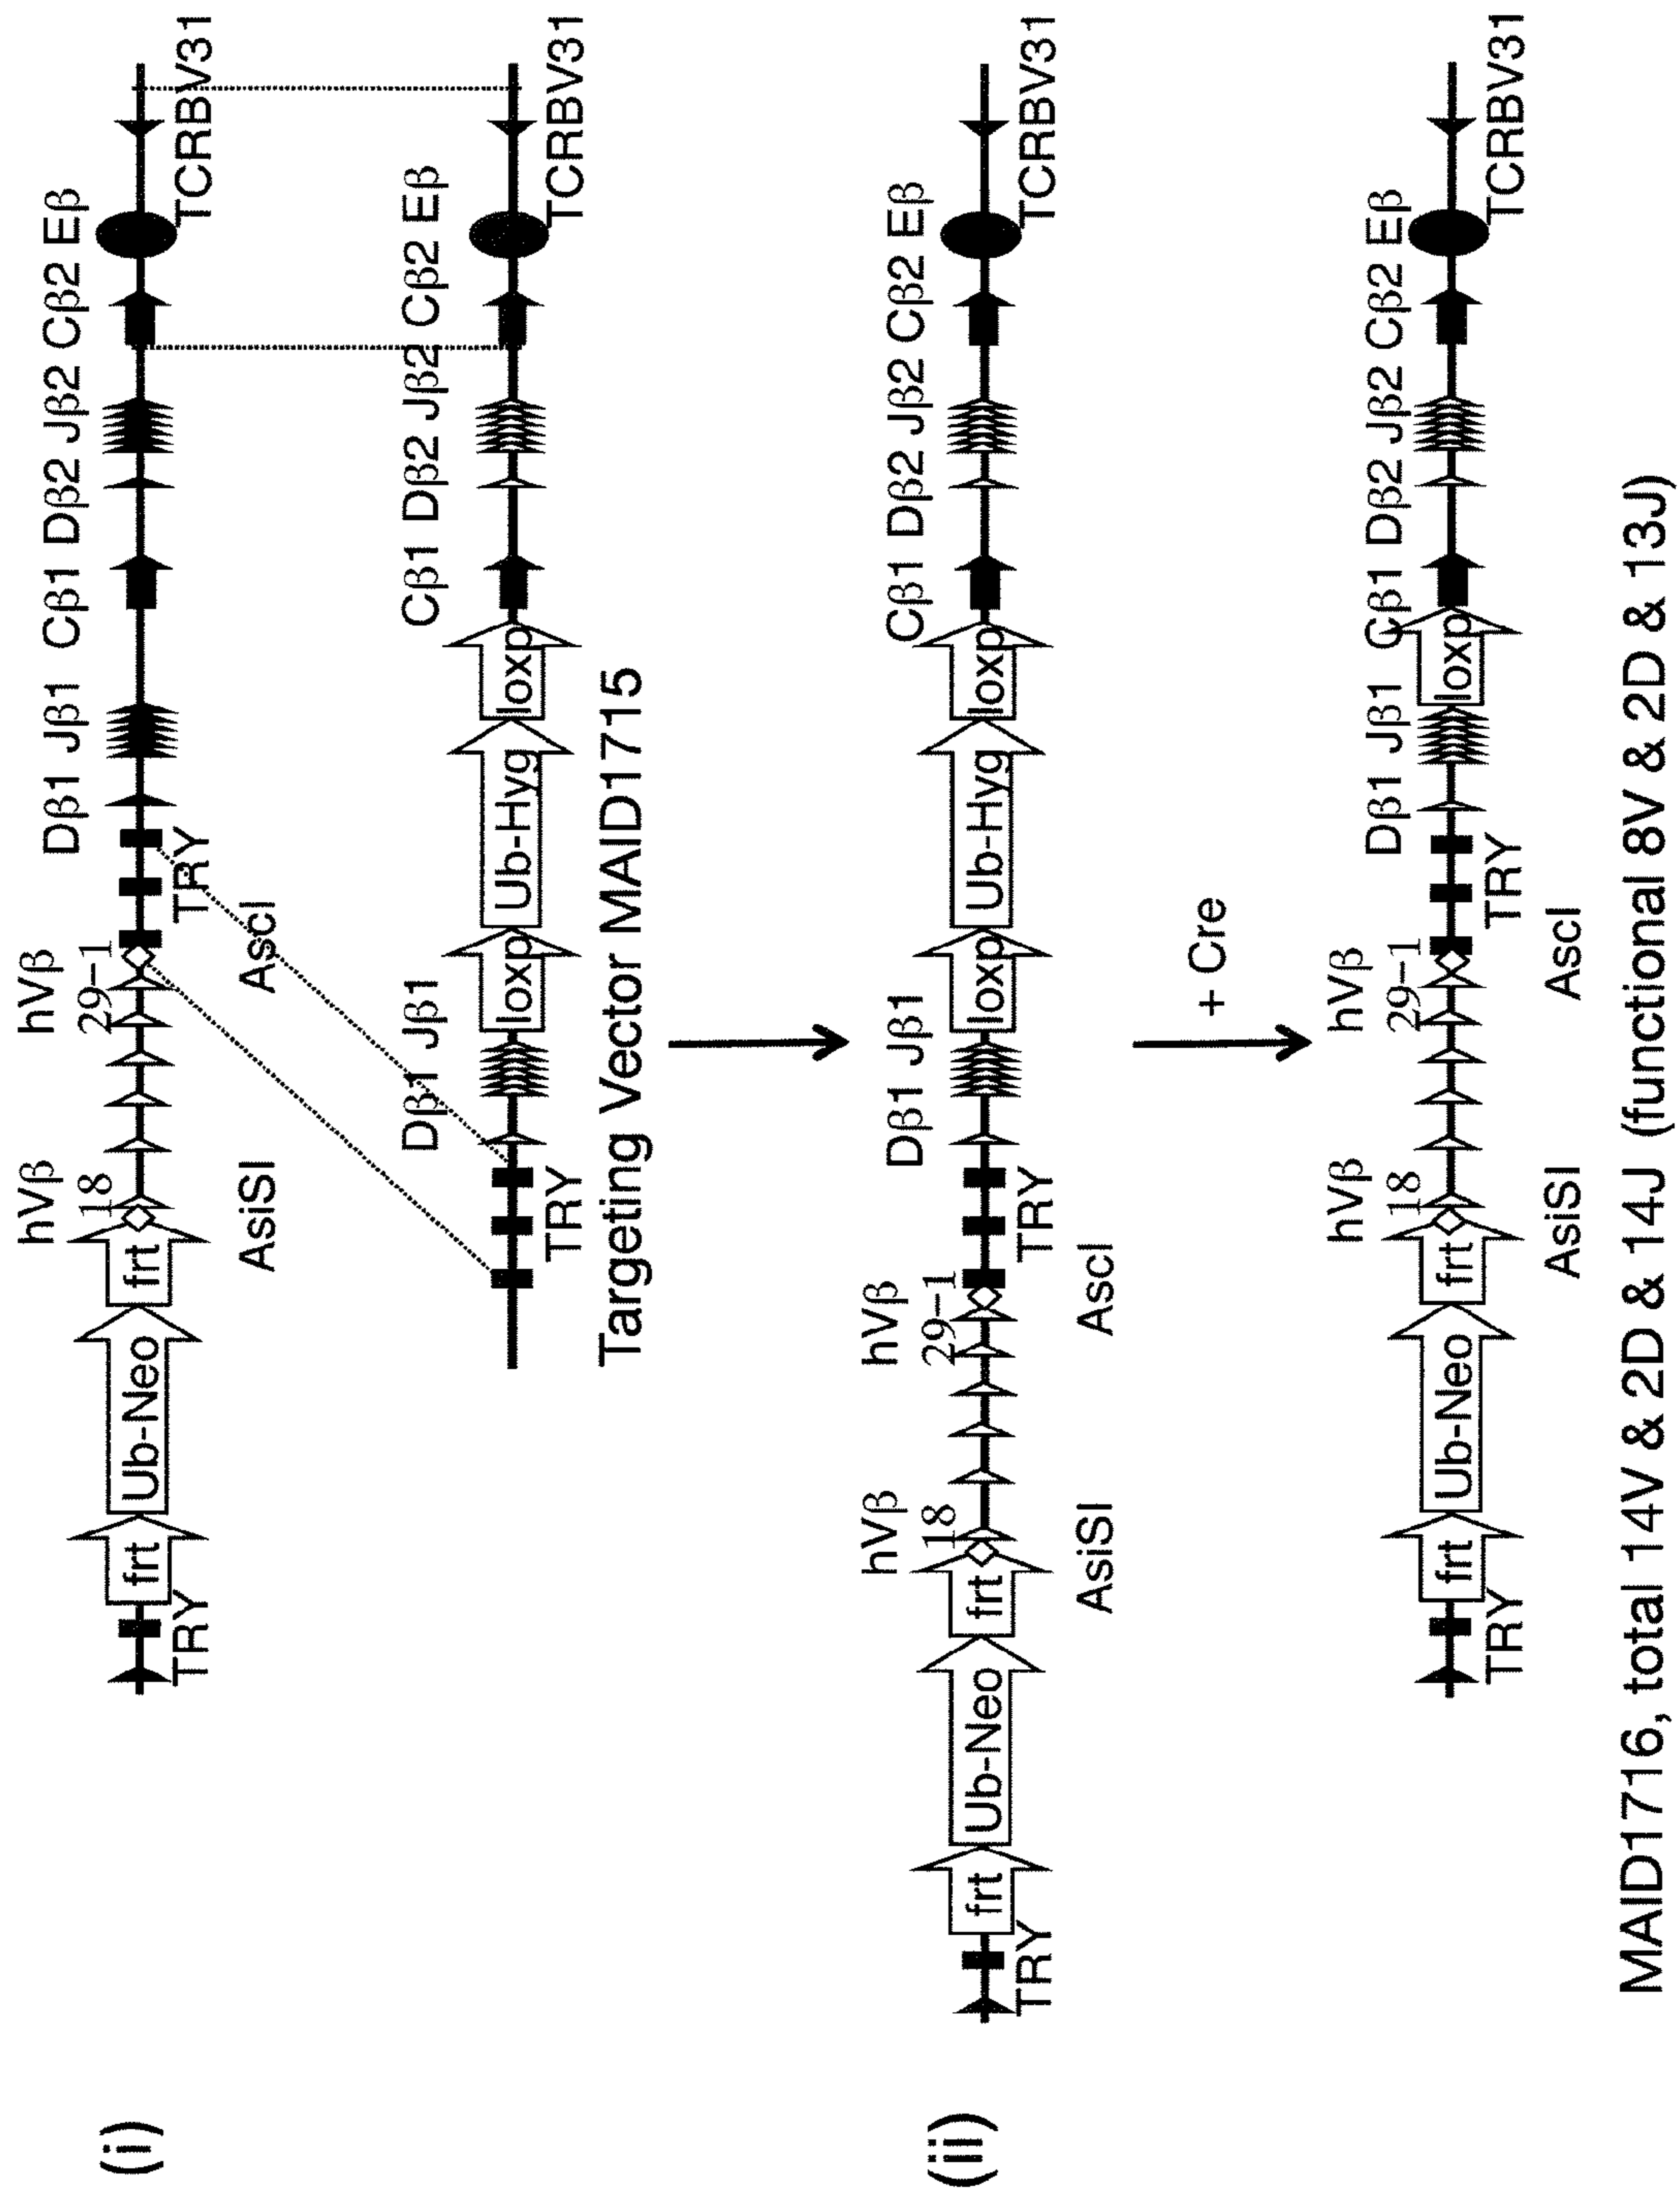 (i)
hVβ hVβ
18 29–1 Dβ1 Jβ1 Cβ1 Dβ2 Jβ2 Cβ2 Eβ
frt Ub-Neo frt
TRY TRY TCRBV31
AsiSI AscI
Dβ1 Jβ1 Cβ1 Dβ2 Jβ2 Cβ2 Eβ
loxp Ub-Hyg loxp
TRY TCRBV31
Targeting Vector MAID1715
(ii)
hVβ hVβ Dβ1 Jβ1 Cβ1 Dβ2 Jβ2 Cβ2 Eβ
18 29–1
frt Ub-Neo frt loxp Ub-Hyg loxp
TRY TRY TCRBV31
AsiSI AscI
+ Cre
hVβ hVβ Dβ1 Jβ1 Cβ1 Dβ2 Jβ2 Cβ2 Eβ
18 29–1
frt Ub-Neo frt loxp
TRY TRY TCRBV31
AsiSI AscI
MAID1716, total 14V & 2D & 14J (functional 8V & 2D & 13J)